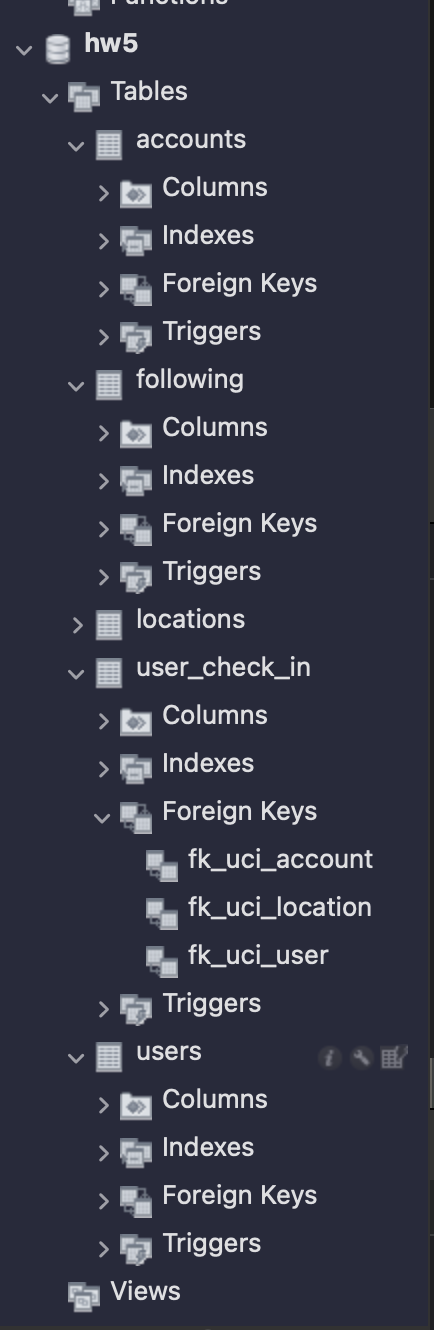 Functions
hw5
Tables
accounts
Columns
Indexes
Foreign Keys
Triggers
following
Columns
Indexes
Foreign Keys
Triggers
locations
user_check_in
Columns
Indexes
Foreign Keys
fk_uci_account
fk_uci_location
fk_uci_user
Triggers
users
Columns
Indexes
Foreign Keys
Triggers
Views